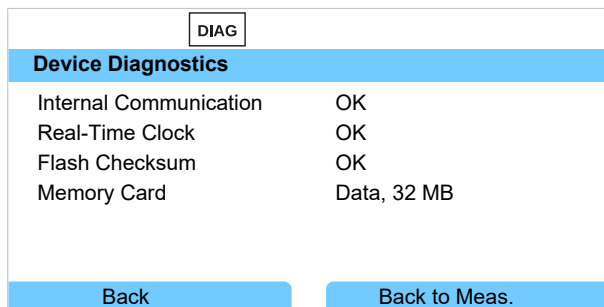 DIAG
Device Diagnostics
Internal Communication OK
Real-Time Clock OK
Flash Checksum OK
Memory Card Data, 32 MB
Back Back to Meas.